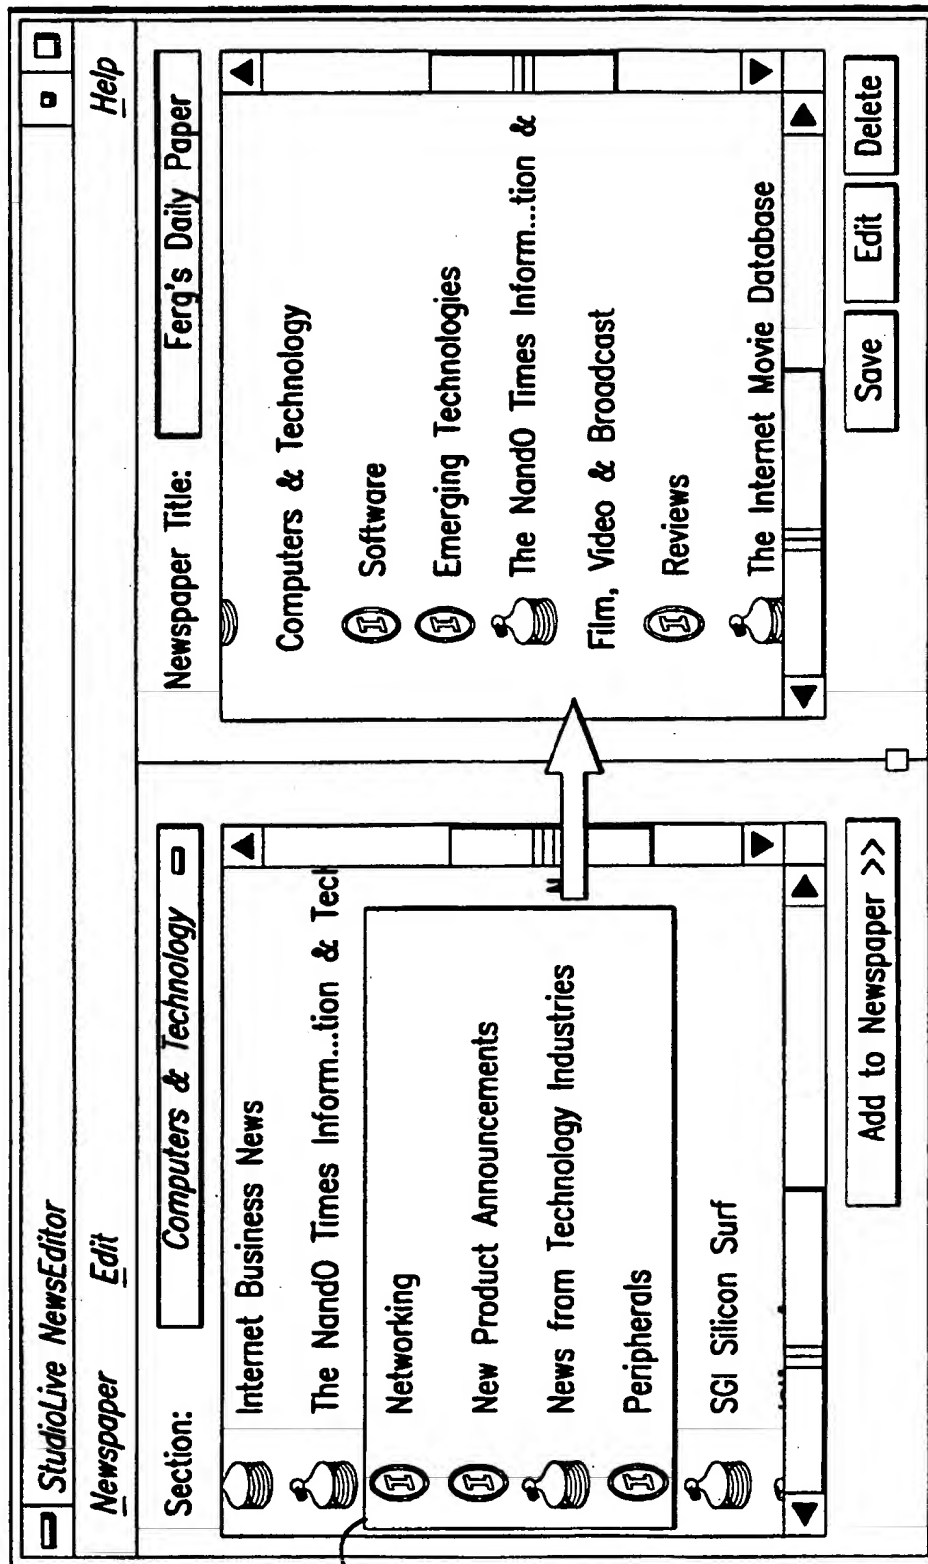 StudioLive NewsEditor
Newspaper Edit Help
Section: Computers & Technology
Internet Business News
The NandO Times Inform...tion & Tech
Networking
New Product Announcements
News from Technology Industries
Peripherals
SGI Silicon Surf
Add to Newspaper >>
Newspaper Title: Ferg's Daily Paper
Computers & Technology
I Software
I Emerging Technologies
The NandO Times Inform...tion &
Film, Video & Broadcast
I Reviews
The Internet Movie Database
Save Edit Delete